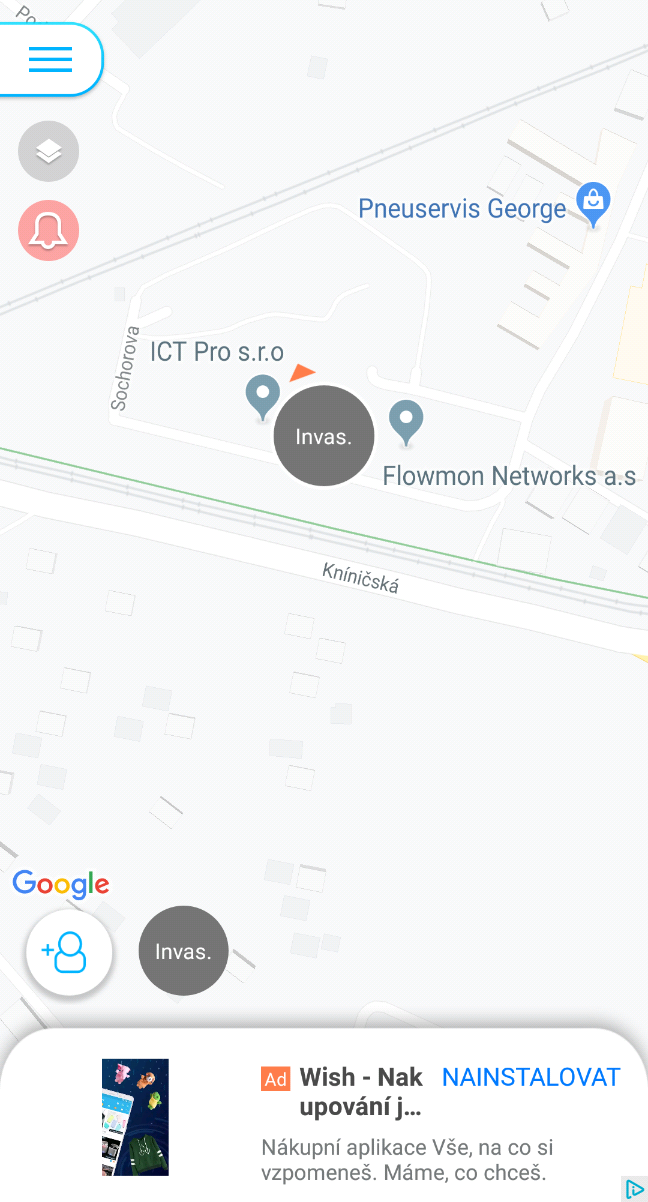 Pneuservis George
Sochorova
ICT Pro s.r.o
Invas.
Flowmon Networks a.s
Kníničská
Google
Invas.
Ad Wish - Nak
upování j...
NAINSTALOVAT
Nákupní aplikace Vše, na co si
vzpomeneš. Máme, co chceš.